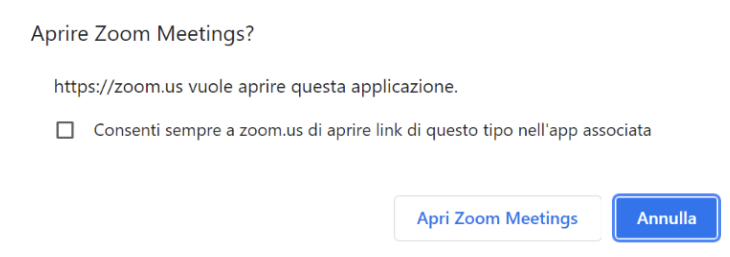 Aprire Zoom Meetings?
https://zoom.us vuole aprire questa applicazione.
Consenti sempre a zoom.us di aprire link di questo tipo nell'app associata
Apri Zoom Meetings
Annulla